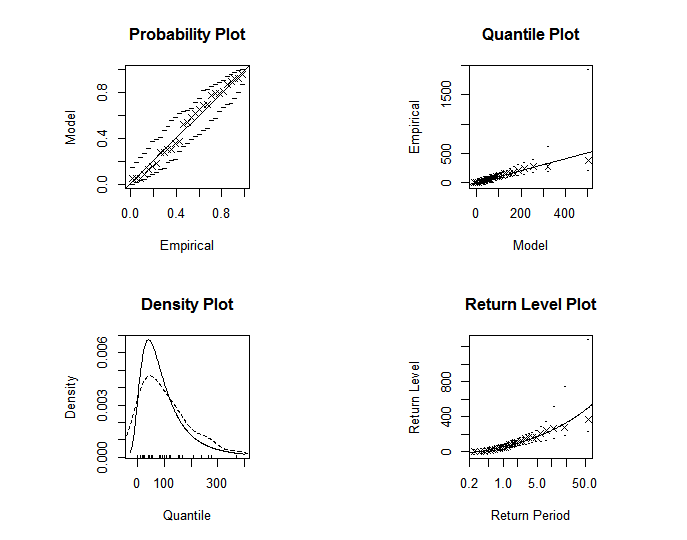 Probability Plot
Model
0.0 0.4 0.8
0.0 0.4 0.8
Empirical
Quantile Plot
Empirical
0 500 1500
0 200 400
Model
Density Plot
Density
0.000 0.003 0.006
0 100 300
Quantile
Return Level Plot
Return Level
0 400 800
0.2 1.0 5.0 50.0
Return Period